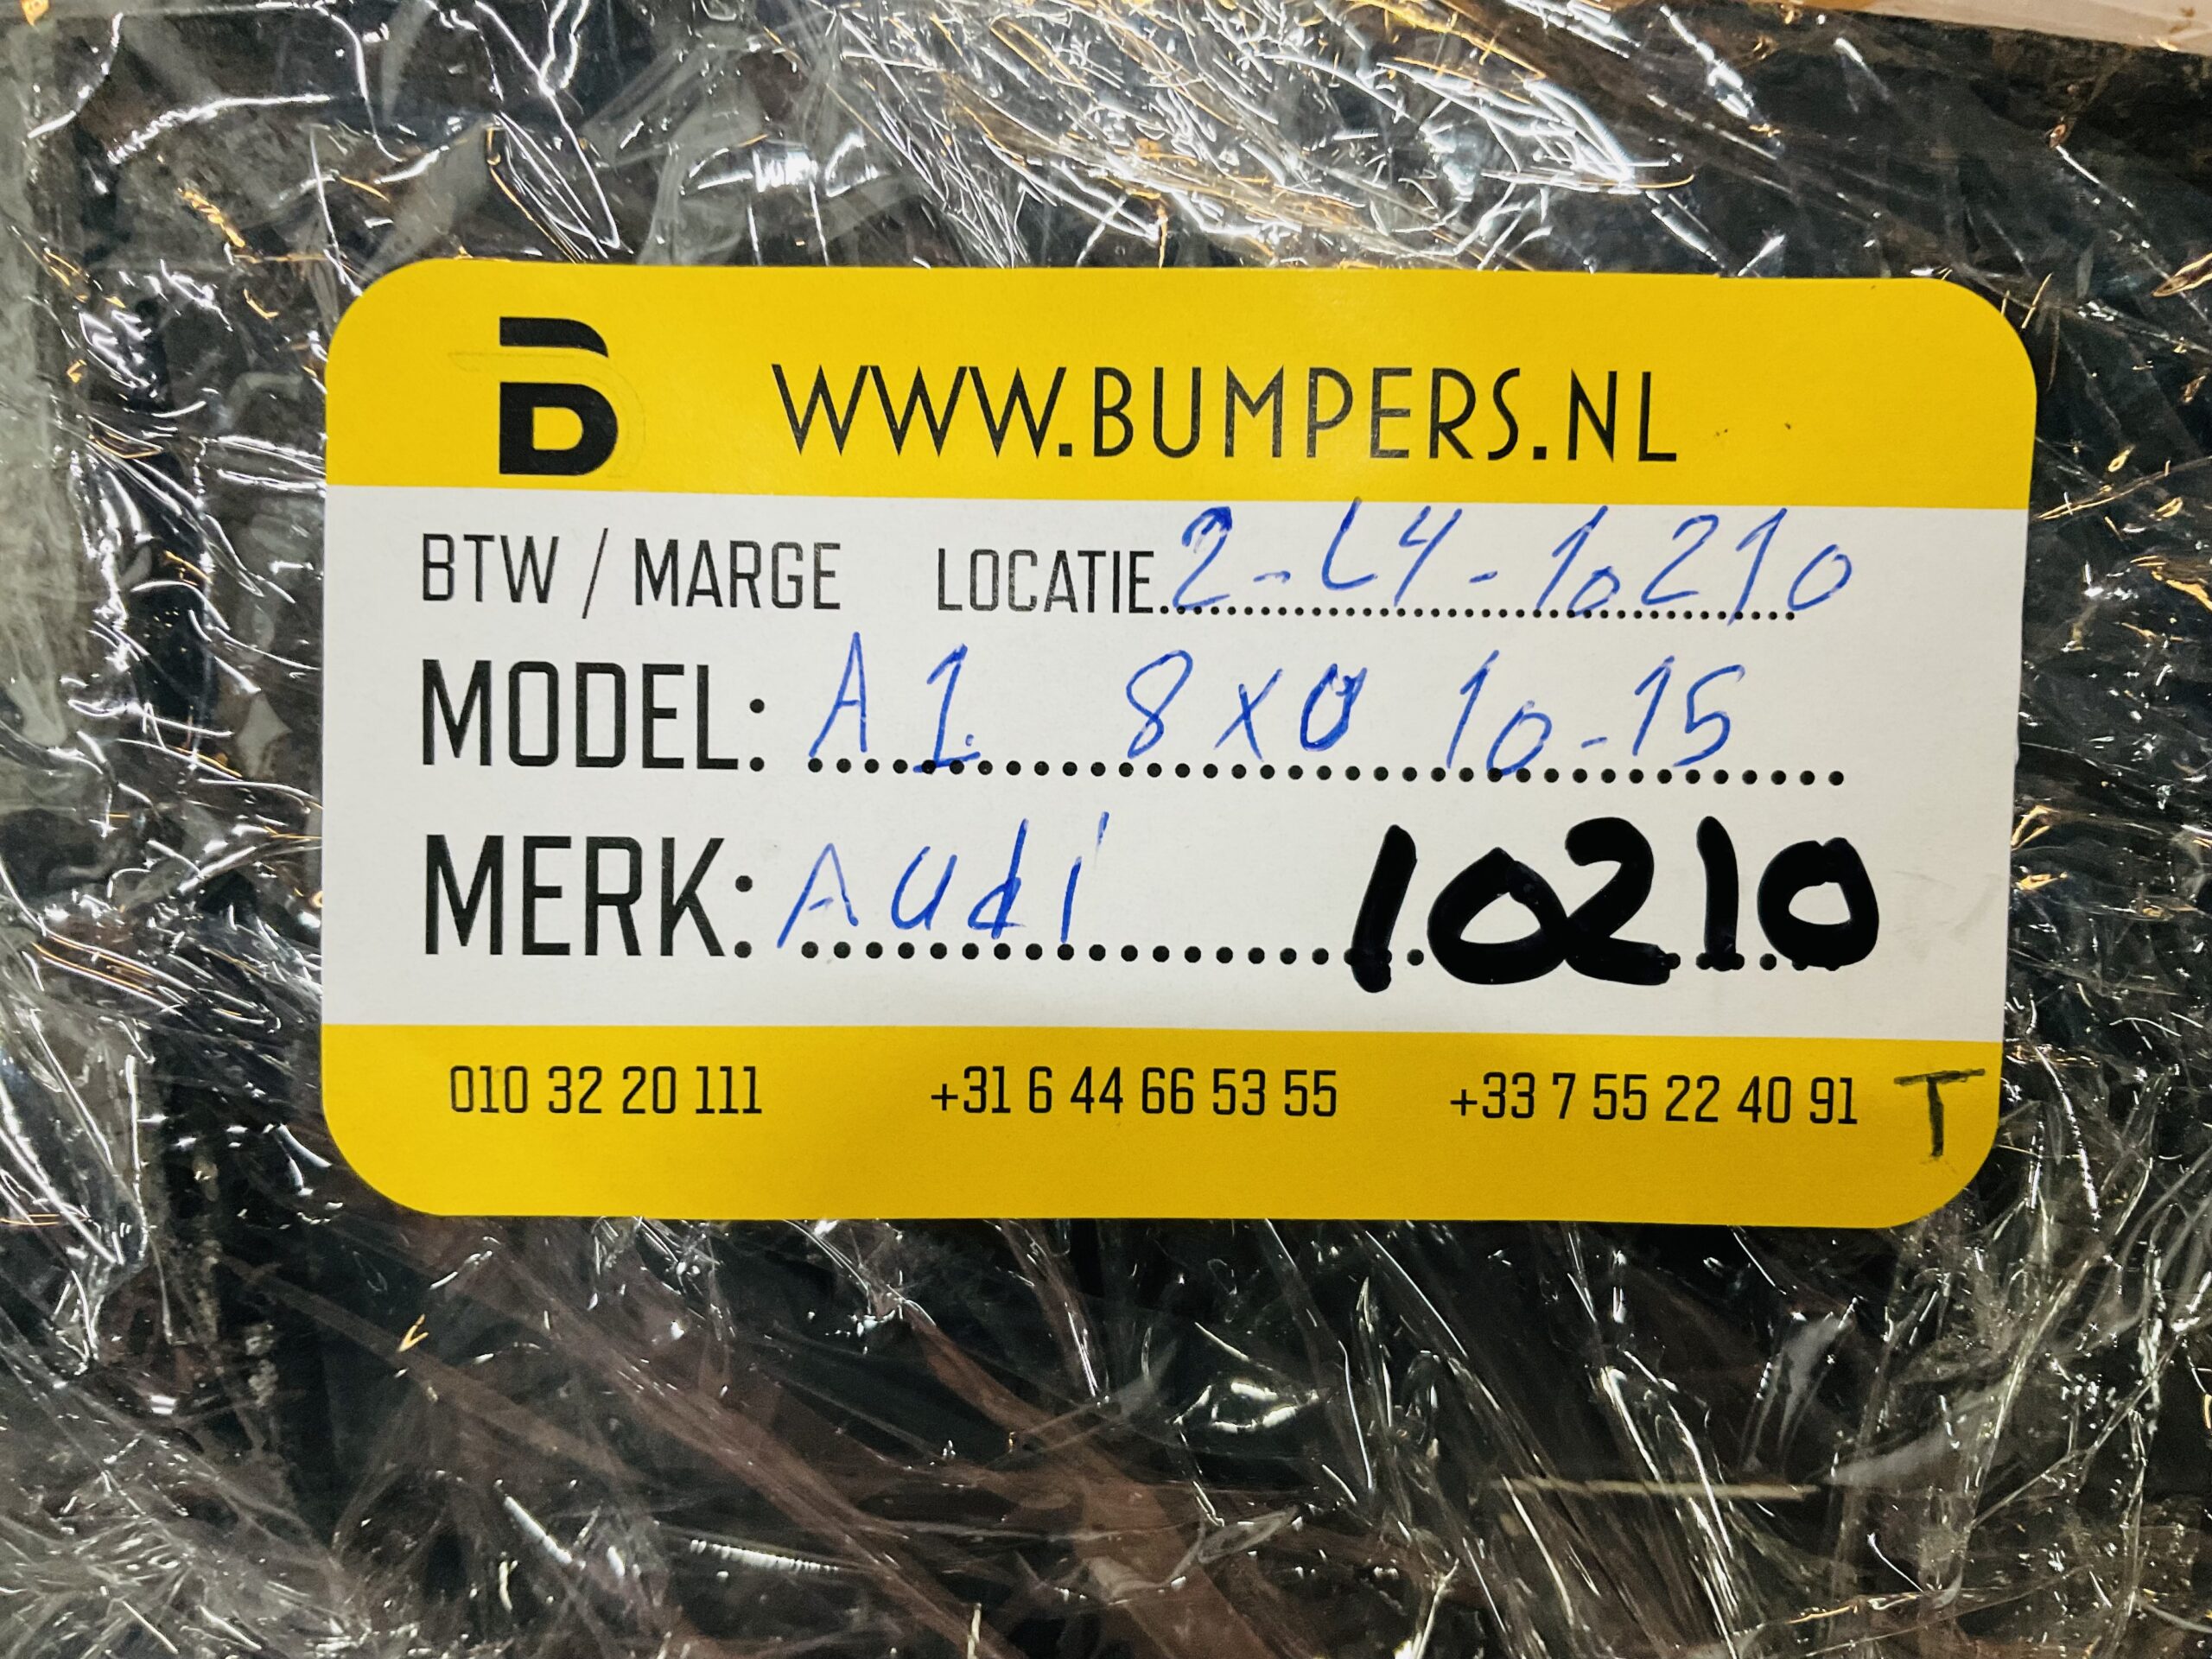 B WWW.BUMPERS.NL
BTW / MARGE LOCATIE 2-L4-10210
MODEL: A1 8X0 10-15
MERK: Audi 10210
010 32 20 111 +31 6 44 66 53 55 +33 7 55 22 40 91 T